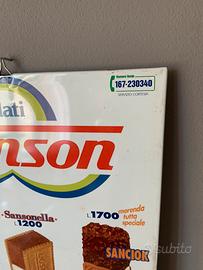 Numero Verde
167-230340
SERVIZIO CORTESIA
lati
nson
Sansonella
L.1200
L.1700
merenda
tutta
speciale
SANCIOK
subito